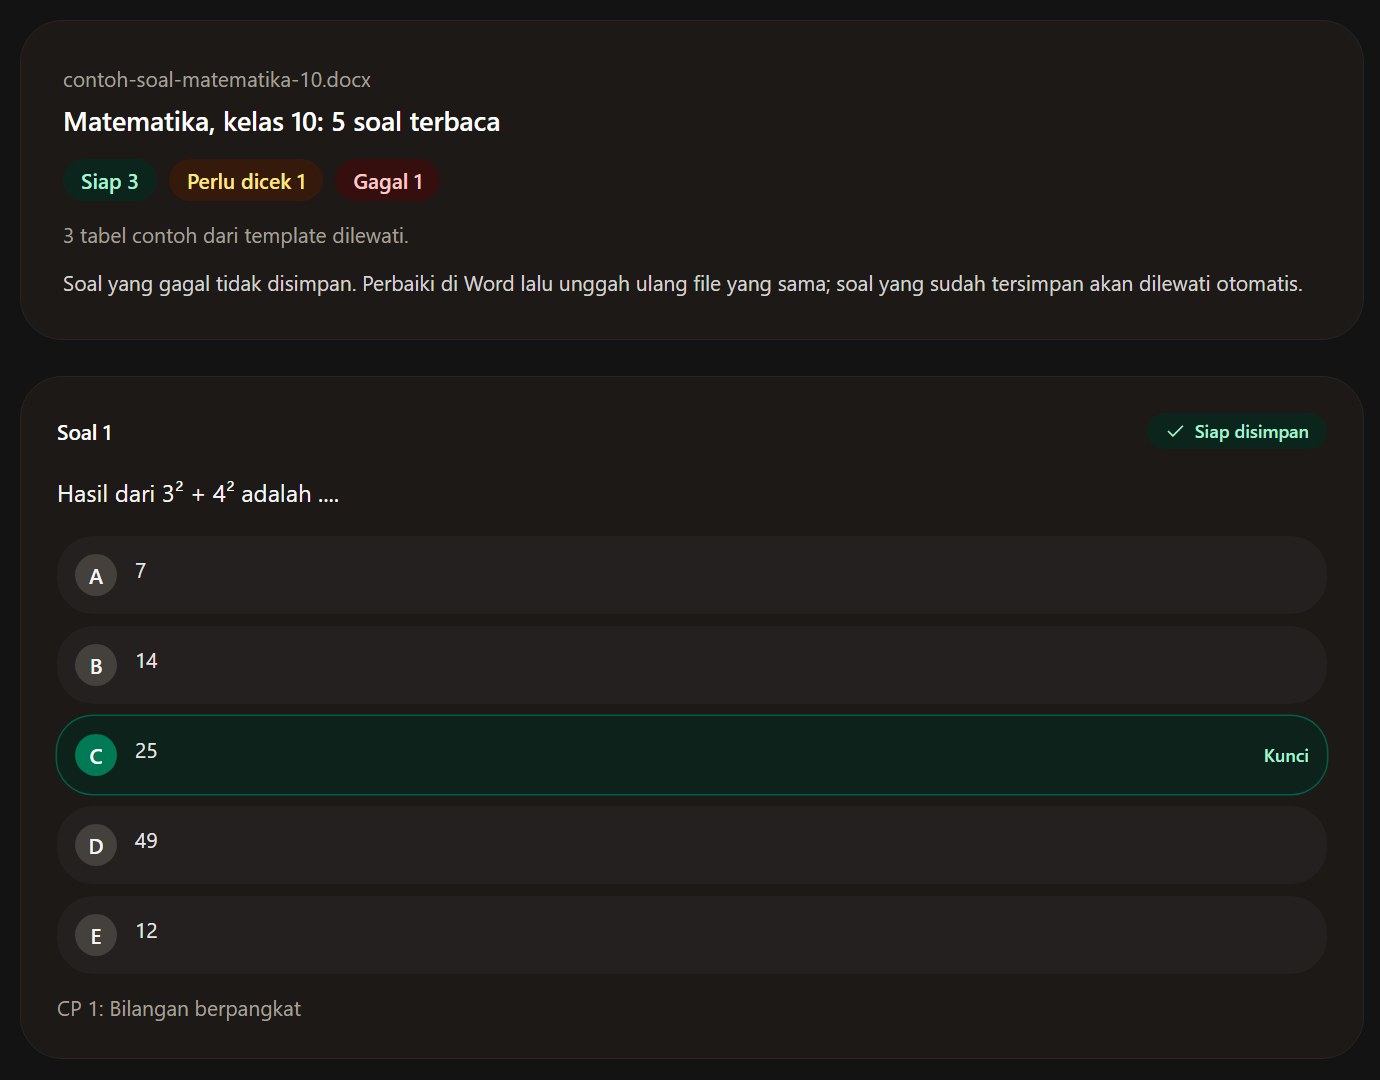 contoh-soal-matematika-10.docx
Matematika, kelas 10: 5 soal terbaca
Siap 3
Perlu dicek 1
Gagal 1
3 tabel contoh dari template dilewati.
Soal yang gagal tidak disimpan. Perbaiki di Word lalu unggah ulang file yang sama; soal yang sudah tersimpan akan dilewati otomatis.
Soal 1
Siap disimpan
Hasil dari 3² + 4² adalah ....
A 7
B 14
C 25 Kunci
D 49
E 12
CP 1: Bilangan berpangkat